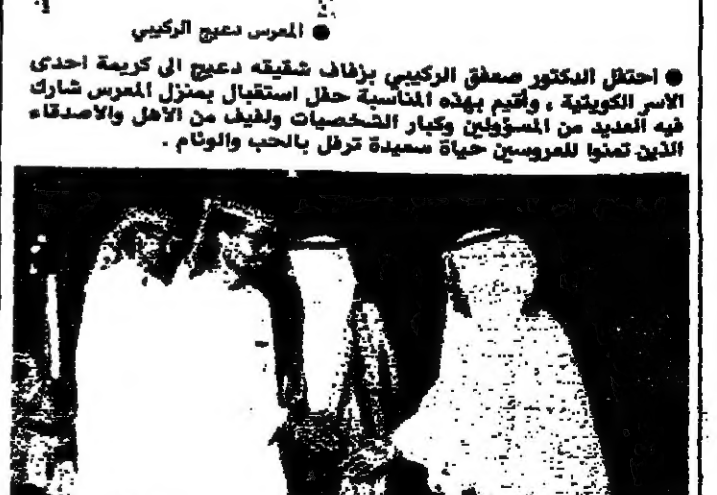 ● المعرس دعيج الركيبي
● احتفل الدكتور صعفق الركيبي بزفاف شقيقه دعيج الى كريمة احدى
الاسر الكويتية ، وأقيم بهذه المناسبة حفل استقبال بمنزل المعرس شارك
فيه العديد من المسؤولين وكبار الشخصيات ولفيف من الاهل والاصدقاء
الذين تمنوا للعروسين حياة سعيدة ترفل بالحب والوئام .